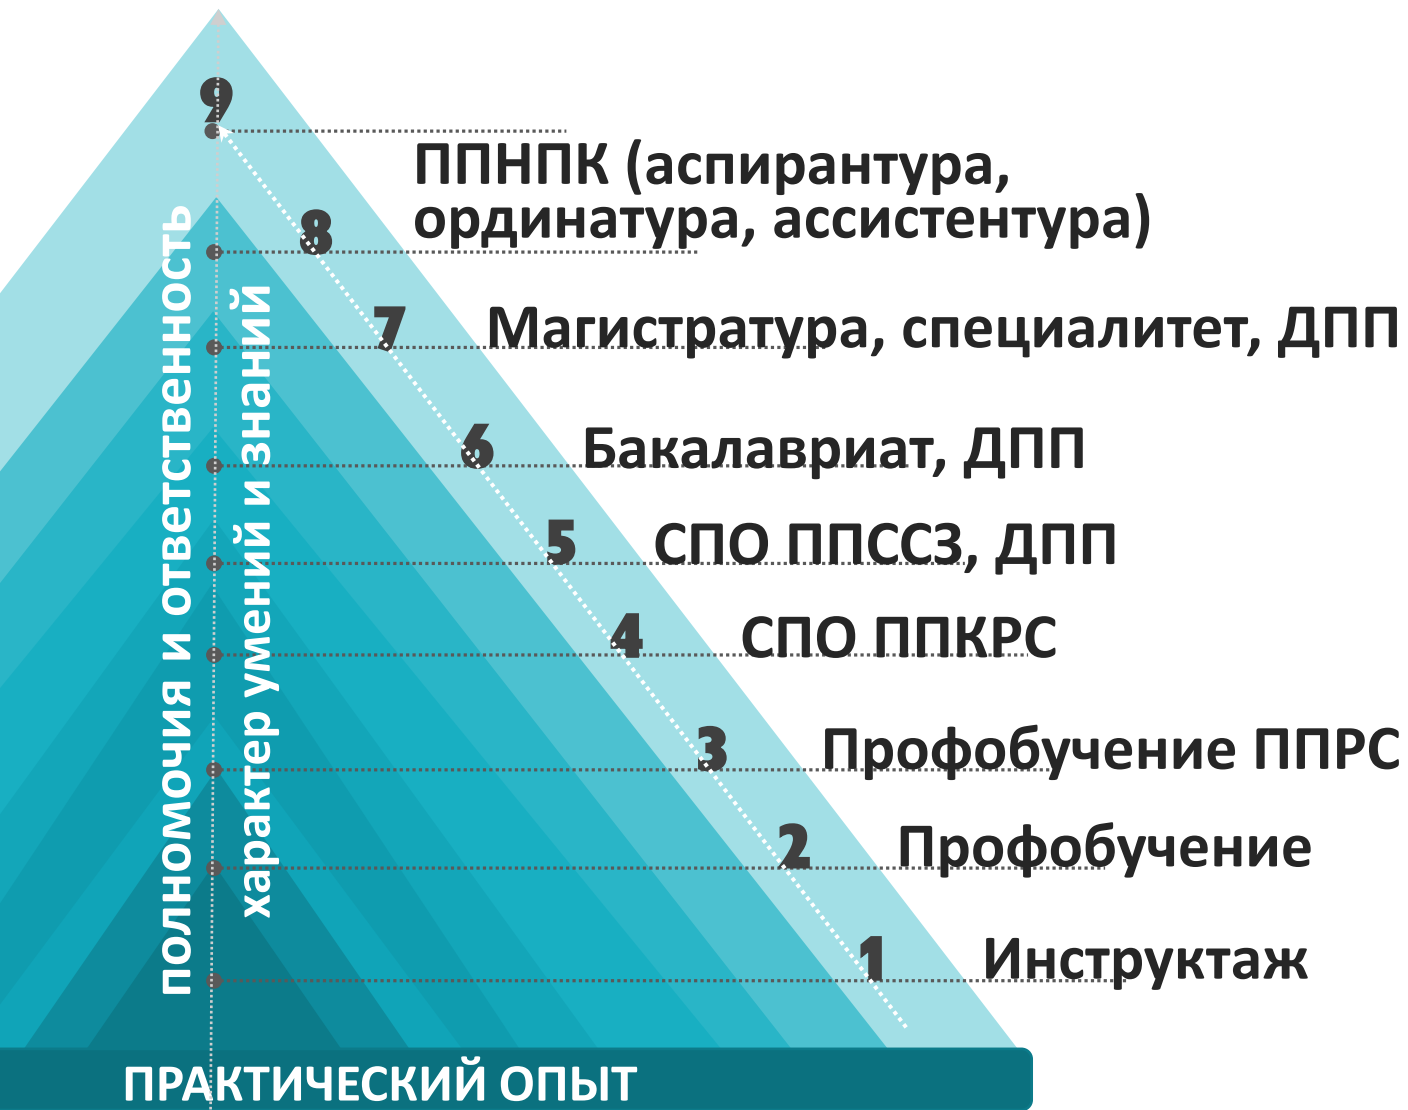 9
ППНПК (аспирантура,
ординатура, ассистентура)
8
7
Магистратура, специалитет, ДПП
6
Бакалавриат, ДПП
5
СПО ППССЗ, ДПП
4
СПО ППКРС
3
Профобучение ППРС
2
Профобучение
1
Инструктаж
полномочия и ответственность
характер умений и знаний
ПРАКТИЧЕСКИЙ ОПЫТ